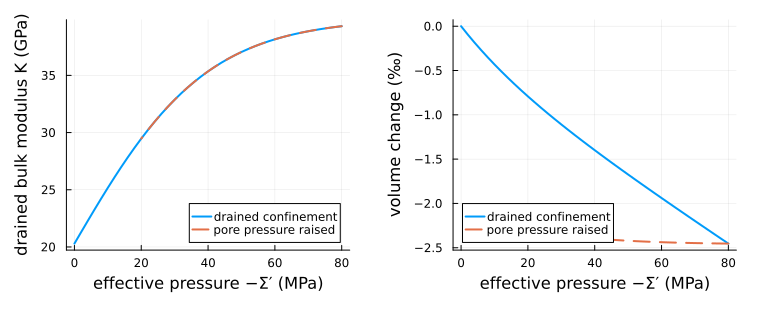 drained bulk modulus K (GPa)
35
30
25
20
0
20
40
60
80
effective pressure −Σ′ (MPa)
drained confinement
pore pressure raised
volume change (‰)
0.0
−0.5
−1.0
−1.5
−2.0
−2.5
0
20
40
60
80
effective pressure −Σ′ (MPa)
drained confinement
pore pressure raised